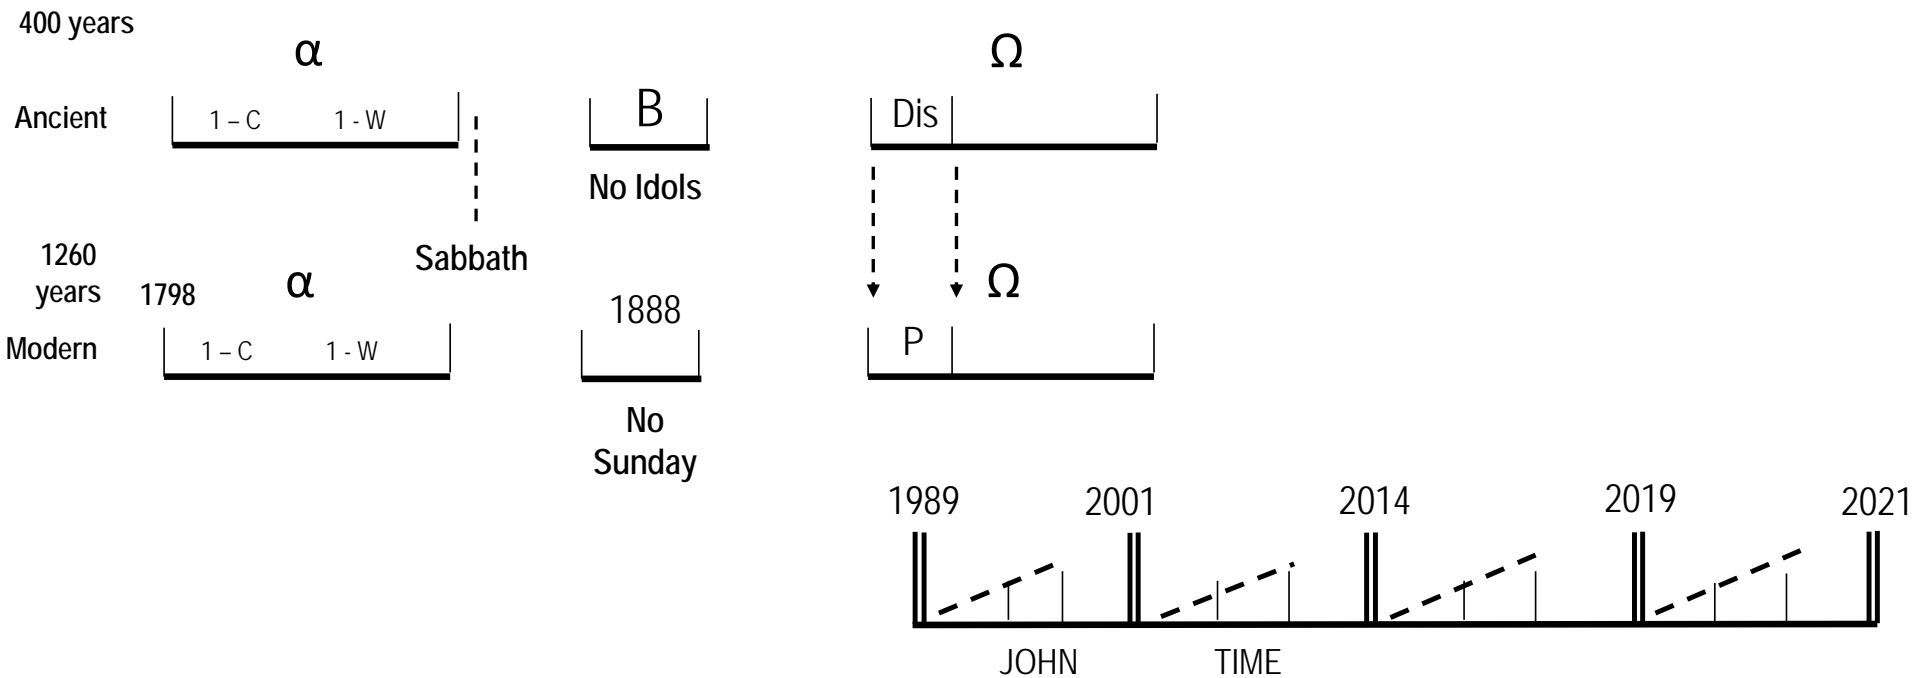 400 years
α
Ω
Ancient
1 – C
1 - W
B
Dis
No Idols
Sabbath
1260
years
1798
α
1888
Ω
Modern
1 – C
1 - W
P
No
Sunday
1989
2001
2014
2019
2021
JOHN
TIME